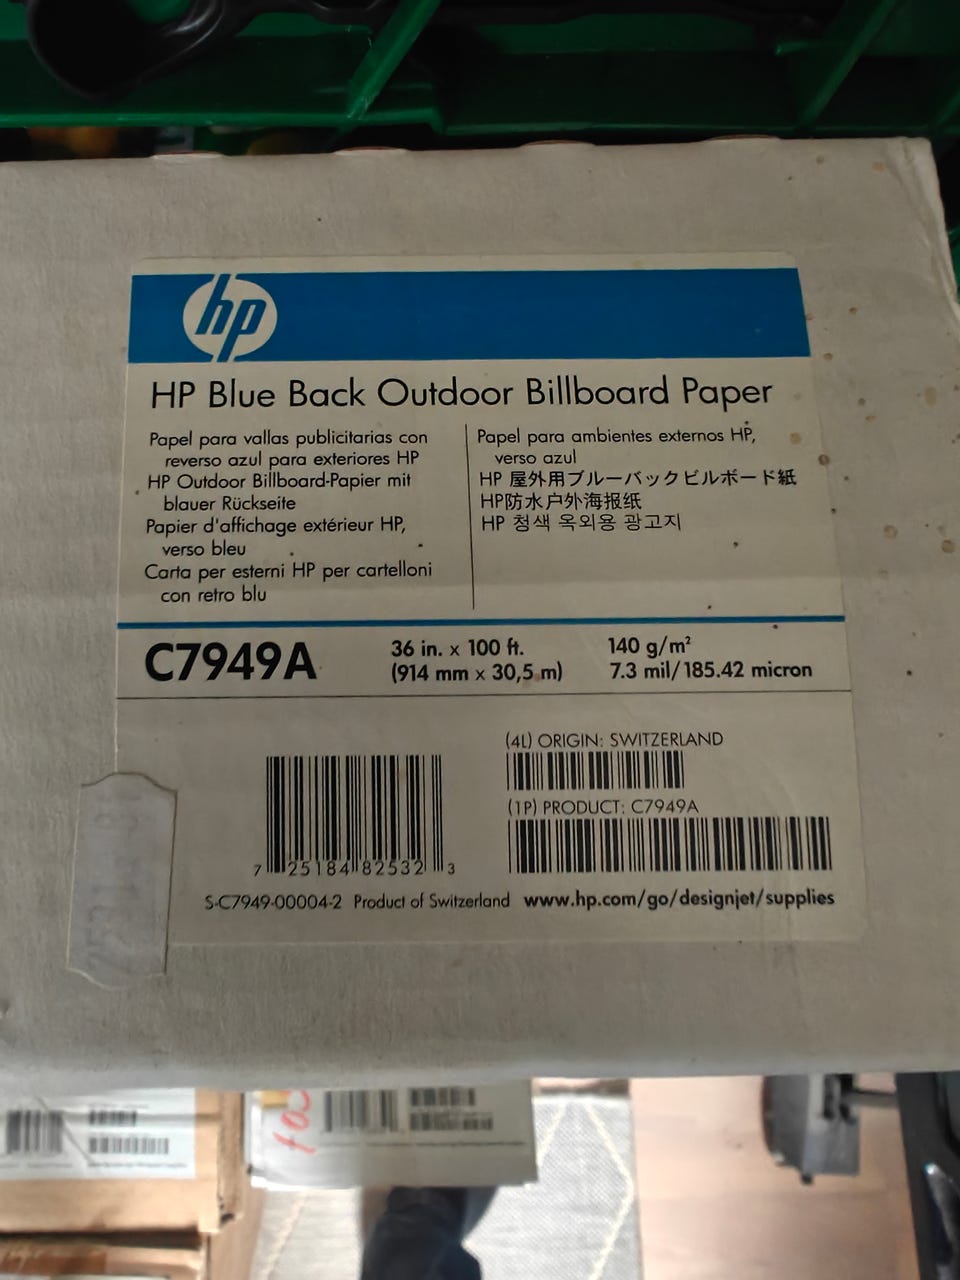 hp
HP Blue Back Outdoor Billboard Paper
Papel para vallas publicitarias con
reverso azul para exteriores HP
HP Outdoor Billboard-Papier mit
blauer Rückseite
Papier d'affichage extérieur HP,
verso bleu
Carta per esterni HP per cartelloni
con retro blu
Papel para ambientes externos HP,
verso azul
HP 屋外用ブルーバックビルボード紙
HP防水户外海报纸
HP 청색 옥외용 광고지
C7949A
36 in. x 100 ft.
(914 mm x 30,5 m)
140 g/m²
7.3 mil/185.42 micron
(4L) ORIGIN: SWITZERLAND
(1P) PRODUCT: C7949A
7 25184 82532 3
S-C7949-00004-2 Product of Switzerland www.hp.com/go/designjet/supplies